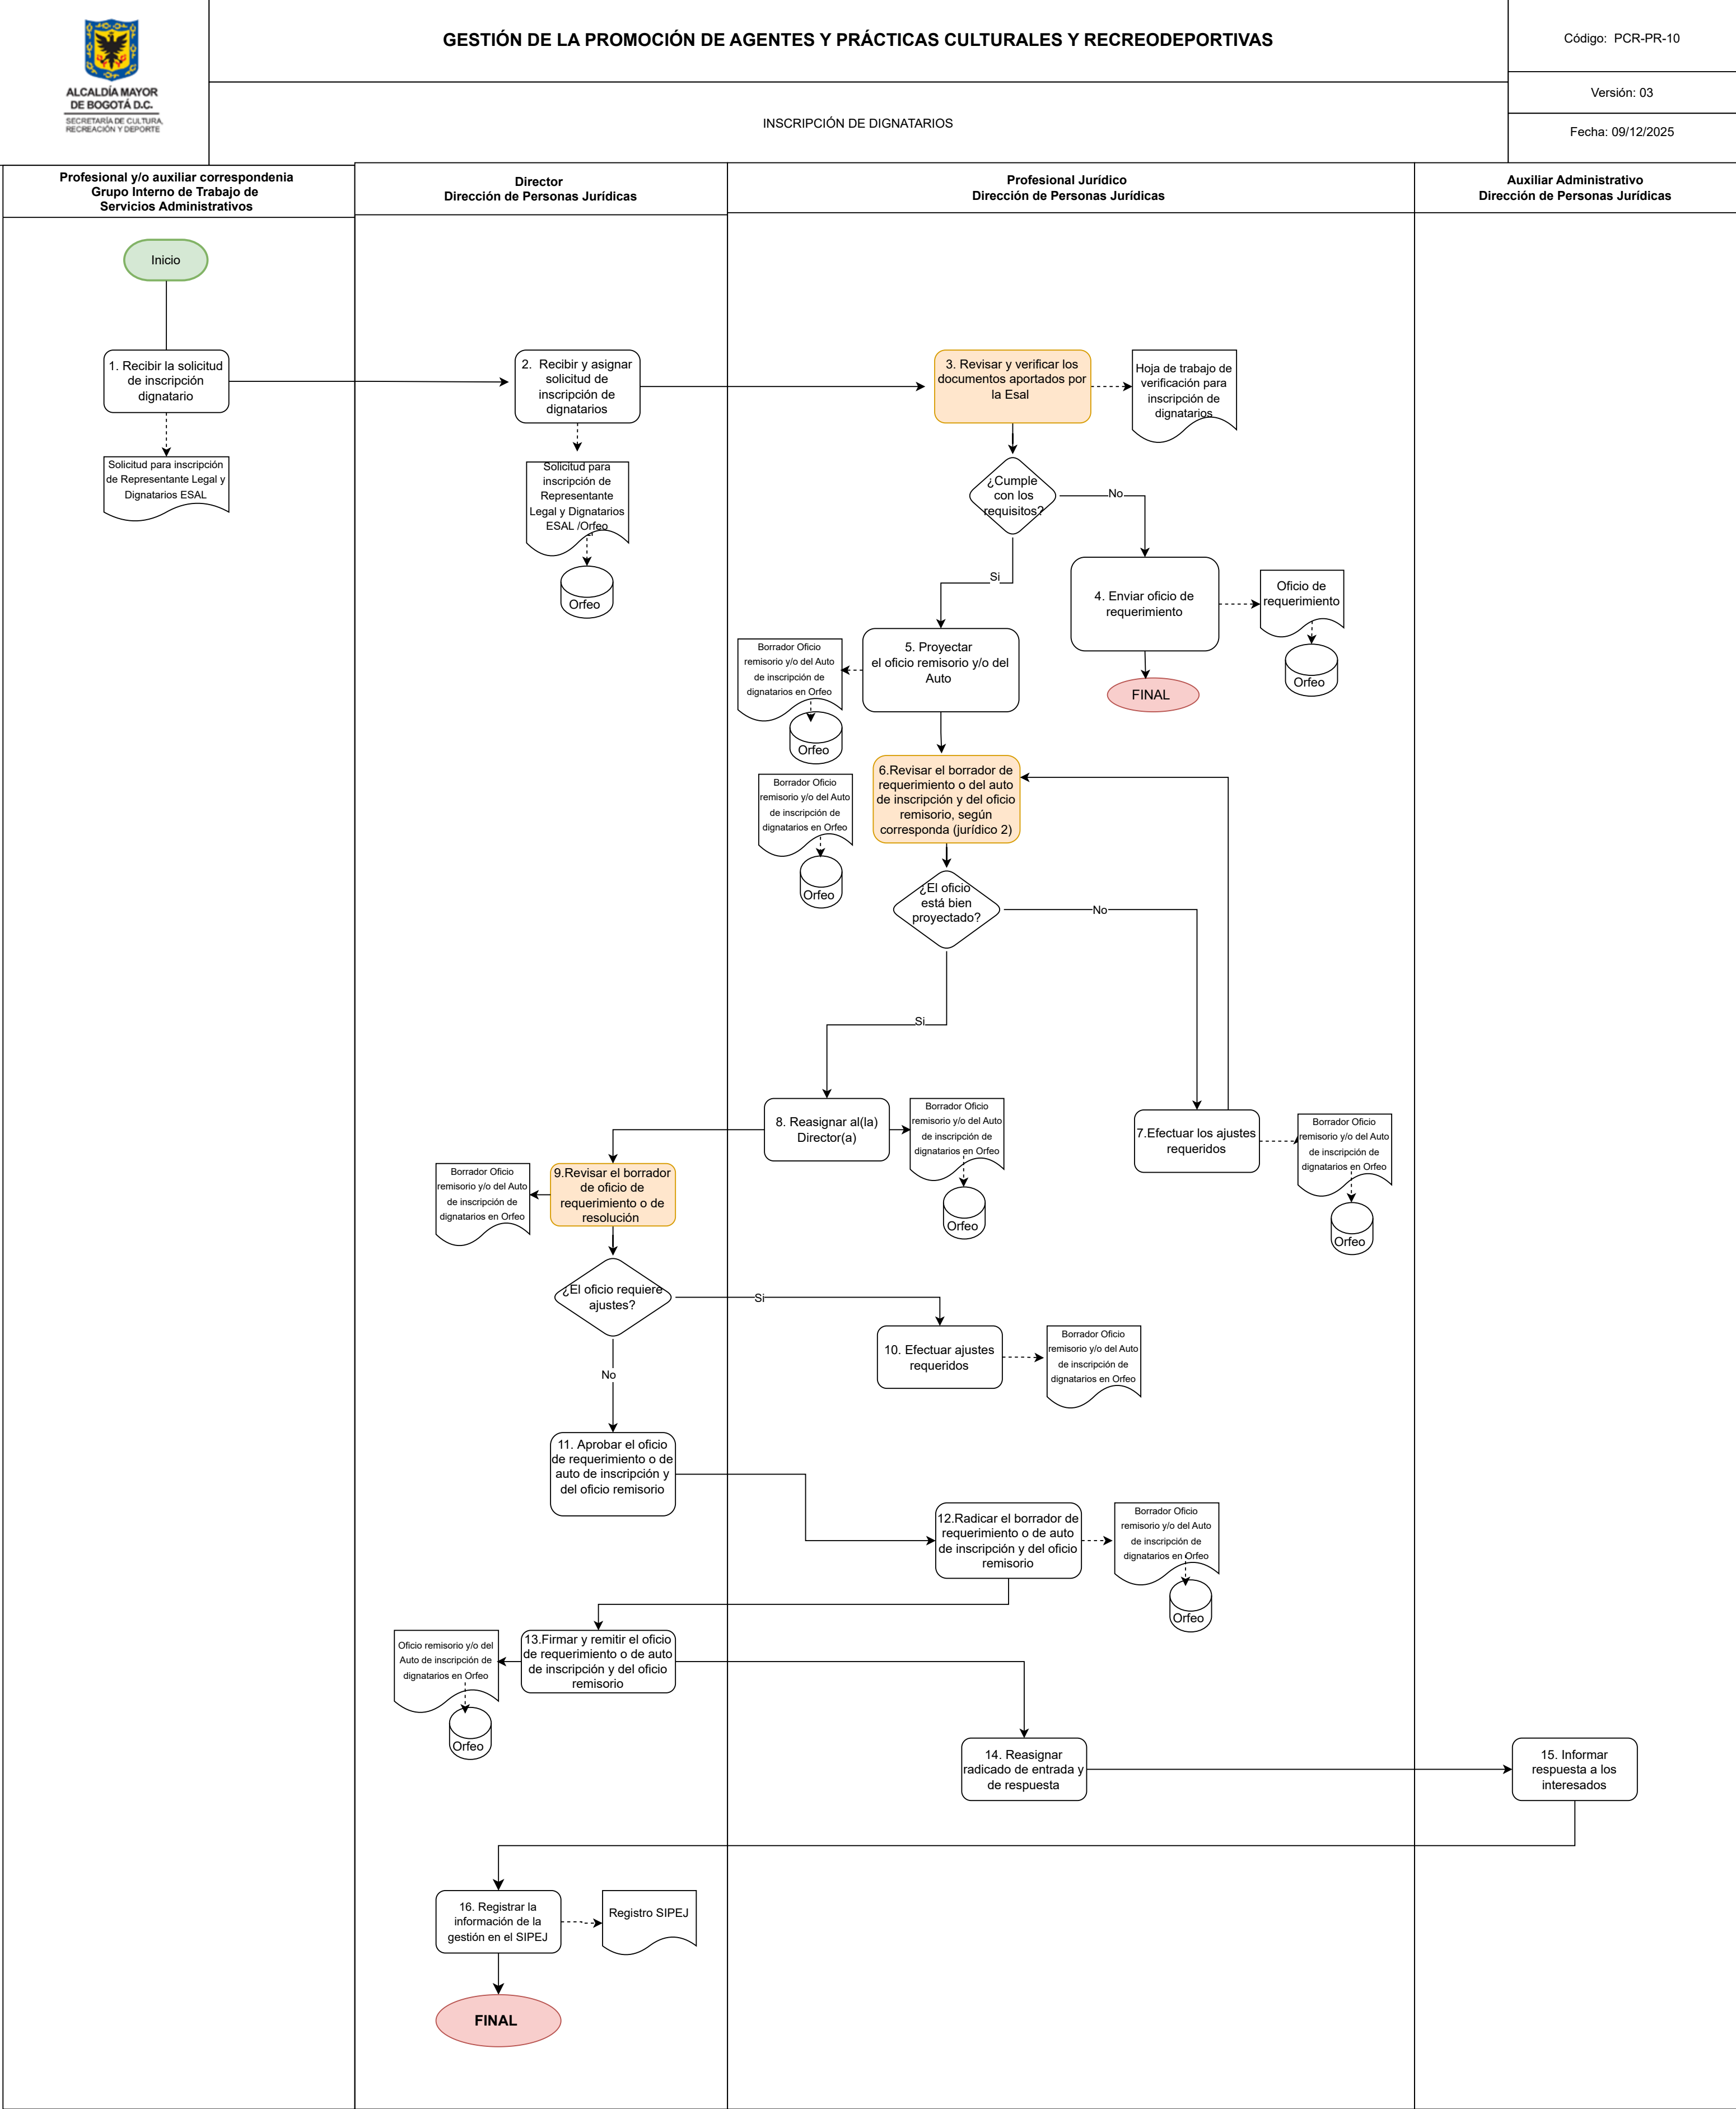 ALCALDÍA MAYOR
DE BOGOTÁ D.C.
SECRETARÍA DE CULTURA,
RECREACIÓN Y DEPORTE
GESTIÓN DE LA PROMOCIÓN DE AGENTES Y PRÁCTICAS CULTURALES Y RECREODEPORTIVAS
INSCRIPCIÓN DE DIGNATARIOS
Código: PCR-PR-10
Versión: 03
Fecha: 09/12/2025
Profesional y/o auxiliar correspondenia
Grupo Interno de Trabajo de
Servicios Administrativos
Director
Dirección de Personas Jurídicas
Profesional Jurídico
Dirección de Personas Jurídicas
Auxiliar Administrativo
Dirección de Personas Jurídicas
Inicio
1. Recibir la solicitud
de inscripción
dignatario
Solicitud para inscripción
de Representante Legal y
Dignatarios ESAL
2. Recibir y asignar
solicitud de
inscripción de
dignatarios
Solicitud para
inscripción de
Representante
Legal y Dignatarios
ESAL /Orfeo
Orfeo
3. Revisar y verificar los
documentos aportados por
la Esal
Hoja de trabajo de
verificación para
inscripción de
dignatarios
¿Cumple
con los
requisitos?
No
Si
4. Enviar oficio de
requerimiento
Oficio de
requerimiento
Orfeo
FINAL
5. Proyectar
el oficio remisorio y/o del
Auto
Borrador Oficio
remisorio y/o del Auto
de inscripción de
dignatarios en Orfeo
Orfeo
6.Revisar el borrador de
requerimiento o del auto
de inscripción y del oficio
remisorio, según
corresponda (jurídico 2)
Borrador Oficio
remisorio y/o del Auto
de inscripción de
dignatarios en Orfeo
Orfeo
¿El oficio
está bien
proyectado?
No
Si
8. Reasignar al(la)
Director(a)
Borrador Oficio
remisorio y/o del Auto
de inscripción de
dignatarios en Orfeo
Orfeo
7.Efectuar los ajustes
requeridos
Borrador Oficio
remisorio y/o del Auto
de inscripción de
dignatarios en Orfeo
Orfeo
9.Revisar el borrador
de oficio de
requerimiento o de
resolución
Borrador Oficio
remisorio y/o del Auto
de inscripción de
dignatarios en Orfeo
¿El oficio requiere
ajustes?
Si
No
10. Efectuar ajustes
requeridos
Borrador Oficio
remisorio y/o del Auto
de inscripción de
dignatarios en Orfeo
11. Aprobar el oficio
de requerimiento o de
auto de inscripción y
del oficio remisorio
12.Radicar el borrador de
requerimiento o de auto
de inscripción y del oficio
remisorio
Borrador Oficio
remisorio y/o del Auto
de inscripción de
dignatarios en Orfeo
Orfeo
13.Firmar y remitir el oficio
de requerimiento o de auto
de inscripción y del oficio
remisorio
Oficio remisorio y/o del
Auto de inscripción de
dignatarios en Orfeo
Orfeo
14. Reasignar
radicado de entrada y
de respuesta
15. Informar
respuesta a los
interesados
16. Registrar la
información de la
gestión en el SIPEJ
Registro SIPEJ
FINAL